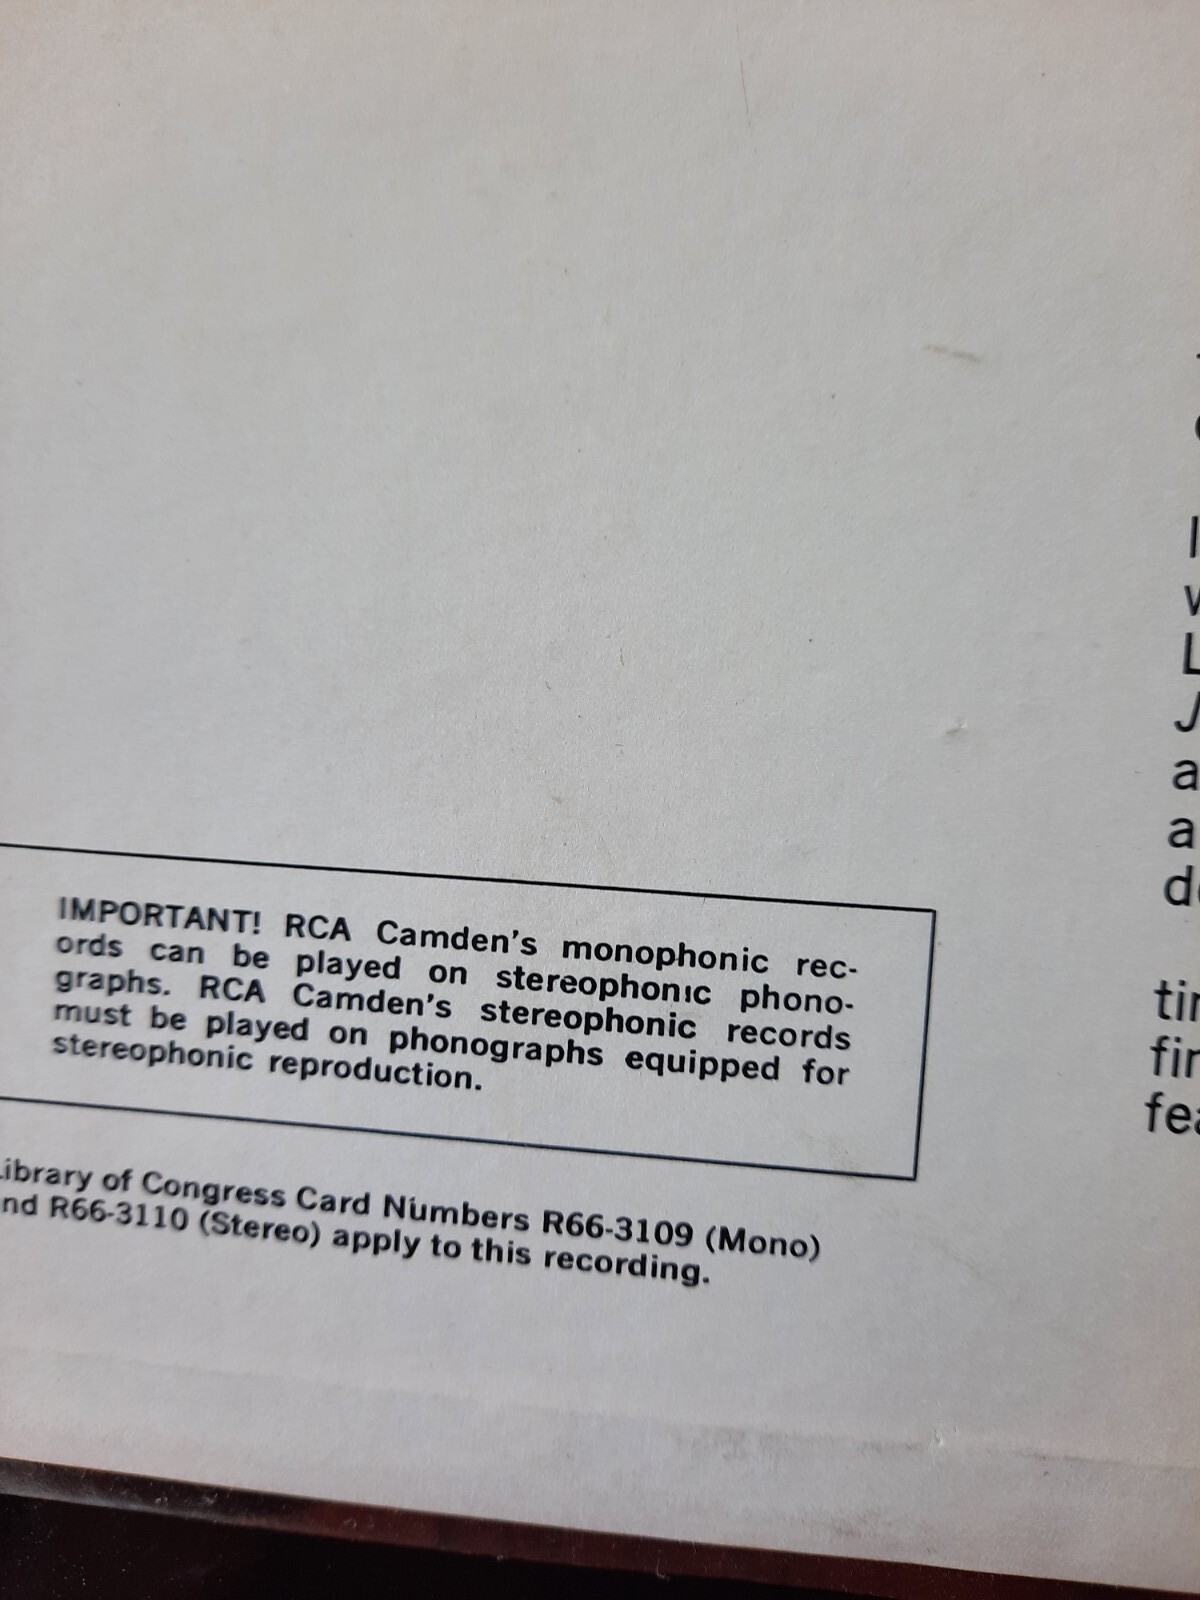 IMPORTANT! RCA Camden's monophonic rec-
ords can be played on stereophonic phono-
graphs. RCA Camden's stereophonic records
must be played on phonographs equipped for
stereophonic reproduction.
Library of Congress Card Numbers R66-3109 (Mono)
and R66-3110 (Stereo) apply to this recording.